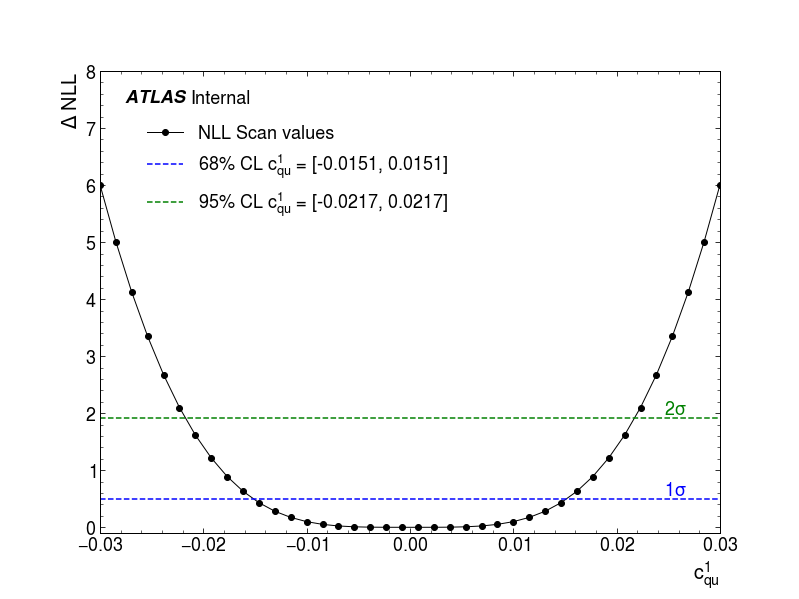 ATLAS Internal
NLL Scan values
68% CL c¹qu = [-0.0151, 0.0151]
95% CL c¹qu = [-0.0217, 0.0217]
Δ NLL
8
7
6
5
4
3
2
1
0
2σ
1σ
−0.03 −0.02 −0.01 0.00 0.01 0.02 0.03
c¹qu